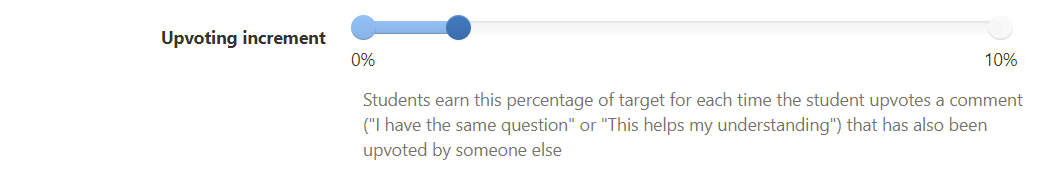 Upvoting increment
0%
10%
Students earn this percentage of target for each time the student upvotes a comment
("I have the same question" or "This helps my understanding") that has also been
upvoted by someone else